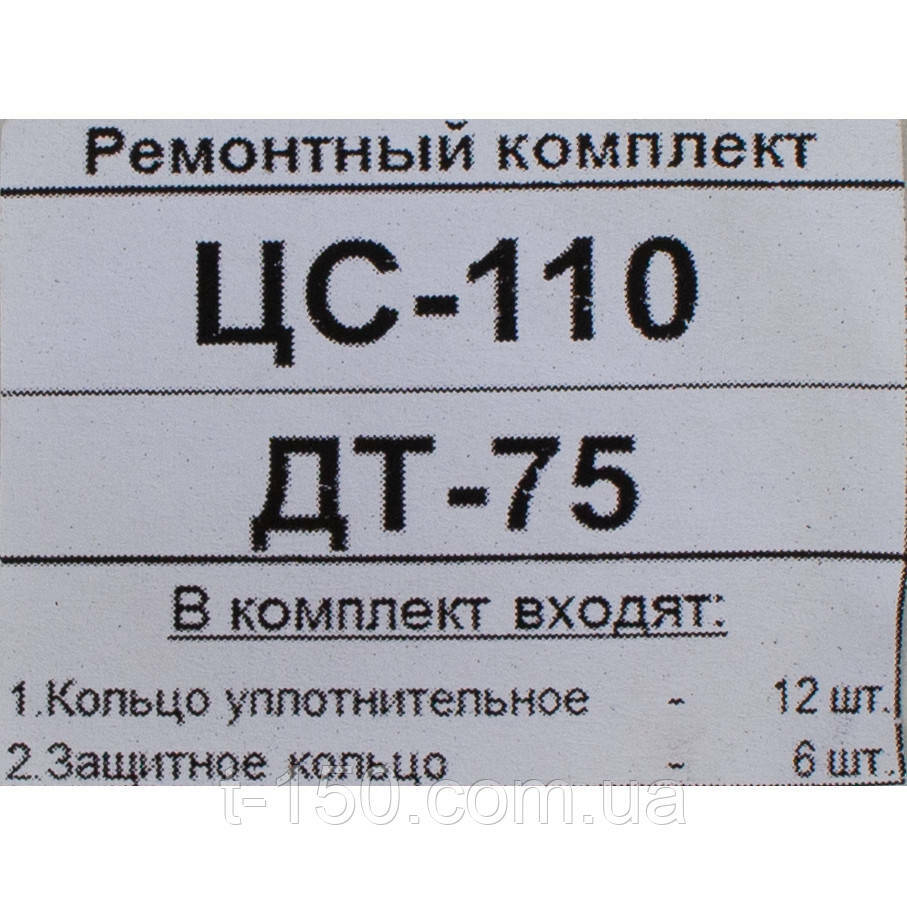 Ремонтный комплект
ЦС-110
ДТ-75
В комплект входят:
1.Кольцо уплотнительное - 12 шт.
2.Защитное кольцо - 6 шт.
t-150.com.ua